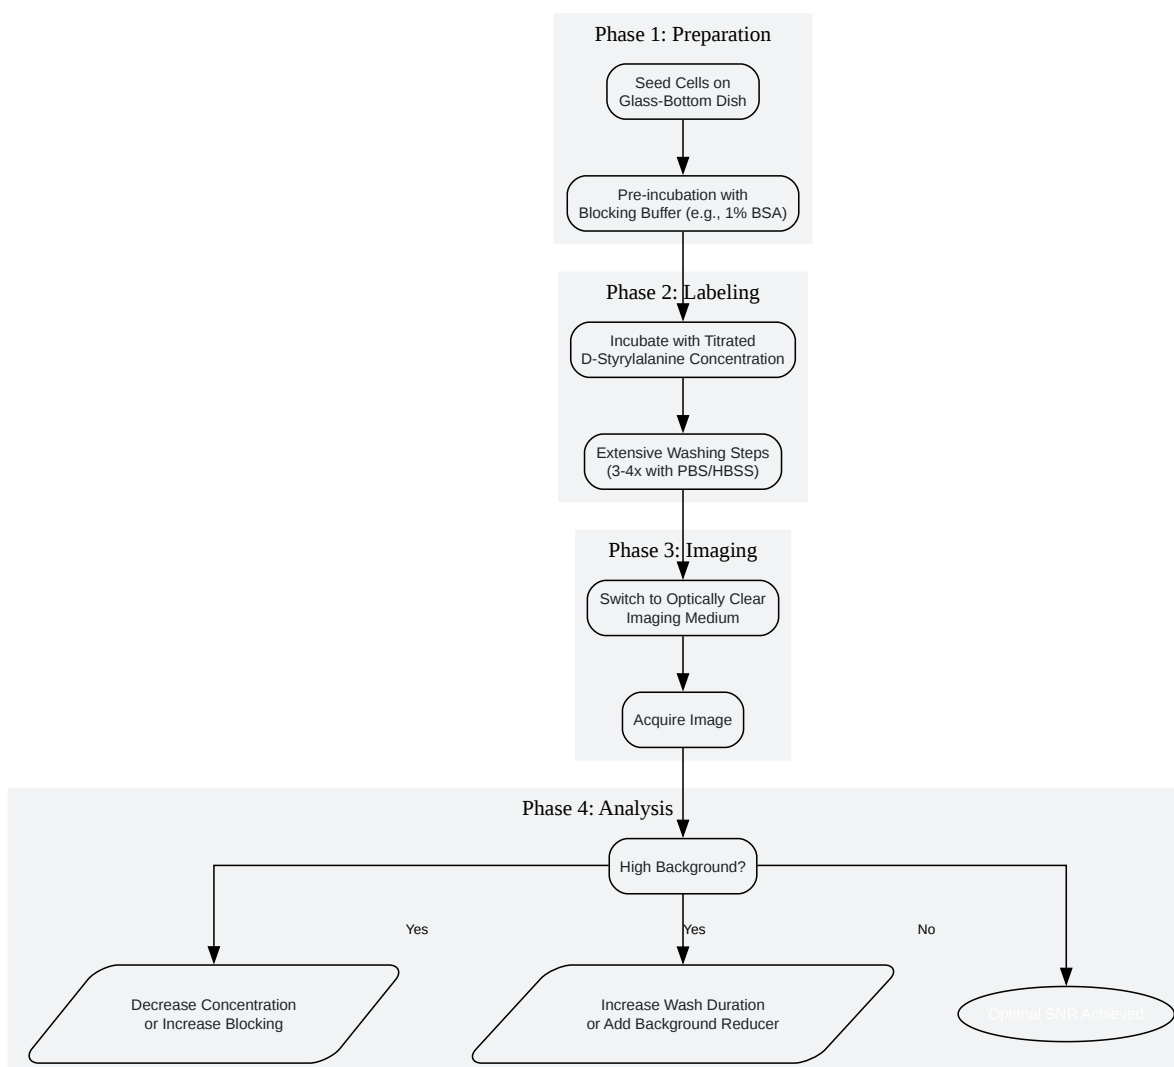 Phase 1: Preparation
Seed Cells on
Glass-Bottom Dish
Pre-incubation with
Blocking Buffer (e.g., 1% BSA)
Phase 2: Labeling
Incubate with Titrated
D-Styrylalanine Concentration
Extensive Washing Steps
(3-4x with PBS/HBSS)
Phase 3: Imaging
Switch to Optically Clear
Imaging Medium
Acquire Image
Phase 4: Analysis
High Background?
Yes
Yes
No
Decrease Concentration
or Increase Blocking
Increase Wash Duration
or Add Background Reducer
Optimal SNR Achieved